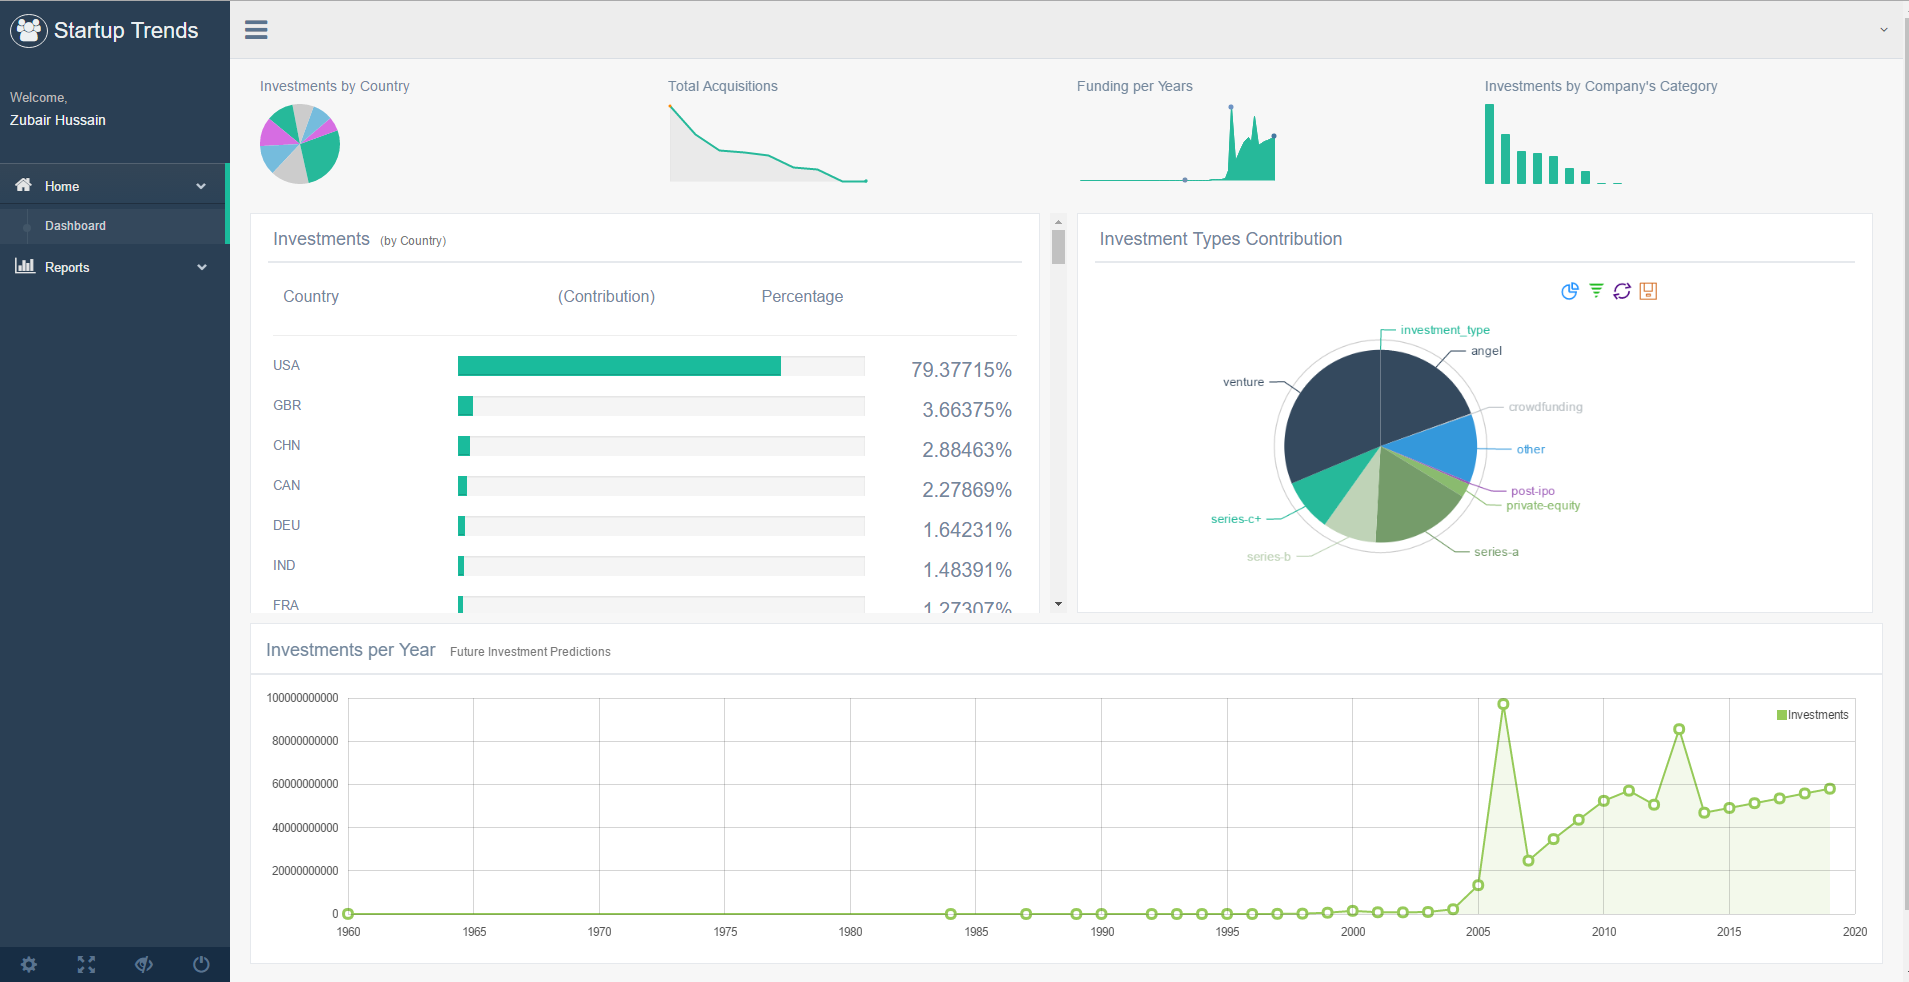 Startup Trends
Welcome,
Zubair Hussain
Home
Dashboard
Reports
Investments by Country
Total Acquisitions
Funding per Years
Investments by Company's Category
Investments (by Country)
Country (Contribution) Percentage
USA 79.37715%
GBR 3.66375%
CHN 2.88463%
CAN 2.27869%
DEU 1.64231%
IND 1.48391%
FRA 1.27307%
Investment Types Contribution
investment_type
angel
venture
crowdfunding
other
post-ipo
private-equity
series-c+
series-a
series-b
Investments per Year Future Investment Predictions
100000000000
Investments
80000000000
60000000000
40000000000
20000000000
0
1960 1965 1970 1975 1980 1985 1990 1995 2000 2005 2010 2015 2020